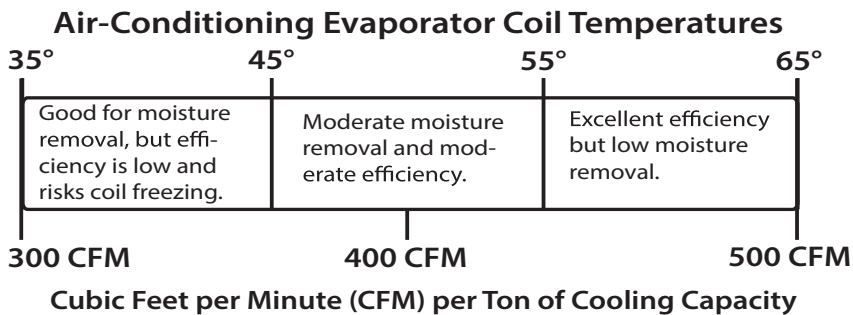 Air-Conditioning Evaporator Coil Temperatures
35° 45° 55° 65°
Good for moisture
removal, but effi-
ciency is low and
risks coil freezing.
Moderate moisture
removal and mod-
erate efficiency.
Excellent efficiency
but low moisture
removal.
300 CFM 400 CFM 500 CFM
Cubic Feet per Minute (CFM) per Ton of Cooling Capacity